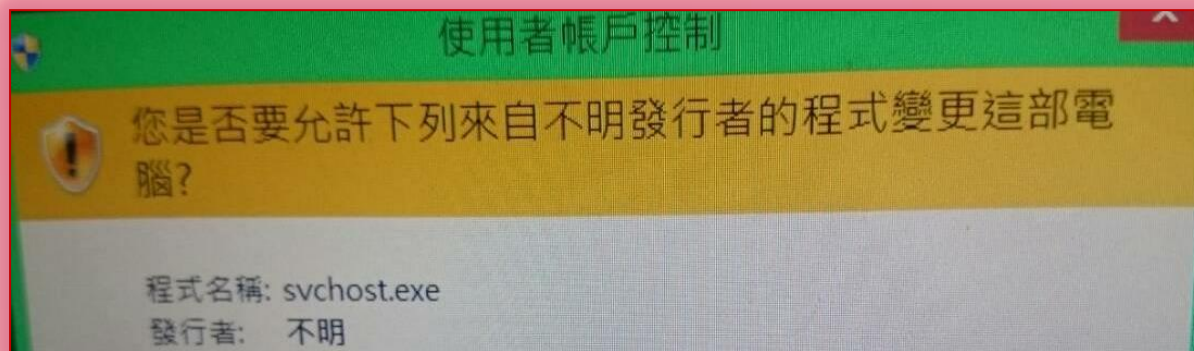 使用者帳戶控制
您是否要允許下列來自不明發行者的程式變更這部電
腦?
程式名稱: svchost.exe
發行者: 不明